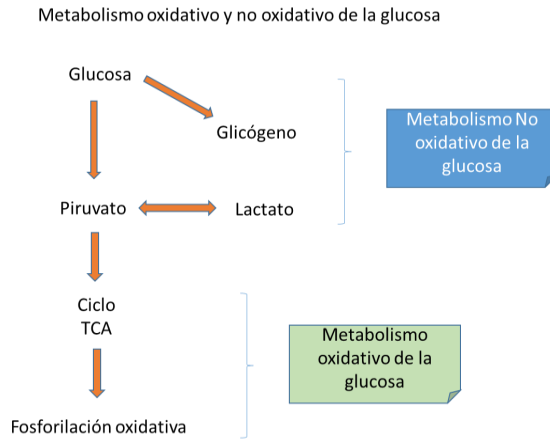 Metabolismo oxidativo y no oxidativo de la glucosa
Glucosa
Glicógeno
Metabolismo No
oxidativo de la
glucosa
Piruvato
Lactato
Ciclo
TCA
Metabolismo
oxidativo de la
glucosa
Fosforilación oxidativa